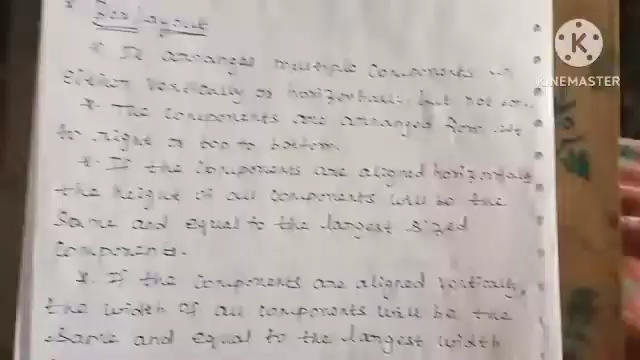 * Box Layout
* It arranges multiple components in
either vertically or horizontally, but not
* The components are arranged from left
to right or top to bottom.
* If the components are aligned horizontally
the height of all components will be the
same and equal to the largest sized
components.
* If the components are aligned vertically,
the width of all components will be the
same and equal to the largest width
KINEMASTER